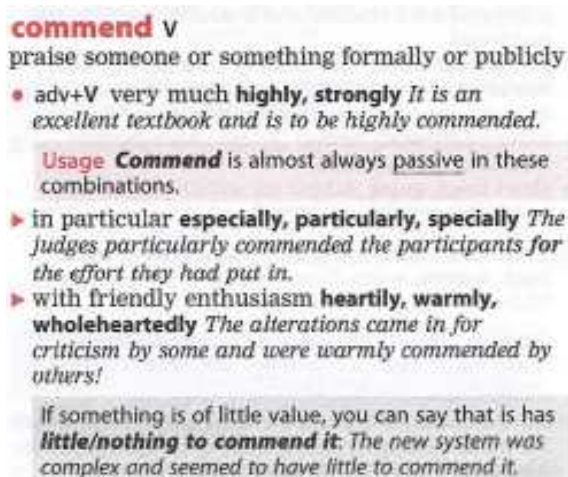 commend v
praise someone or something formally or publicly
• adv+V very much highly, strongly It is an
excellent textbook and is to be highly commended.
Usage Commend is almost always passive in these
combinations.
▶ in particular especially, particularly, specially The
judges particularly commended the participants for
the effort they had put in.
▶ with friendly enthusiasm heartily, warmly,
wholeheartedly The alterations came in for
criticism by some and were warmly commended by
others!
If something is of little value, you can say that is has
little/nothing to commend it: The new system was
complex and seemed to have little to commend it.